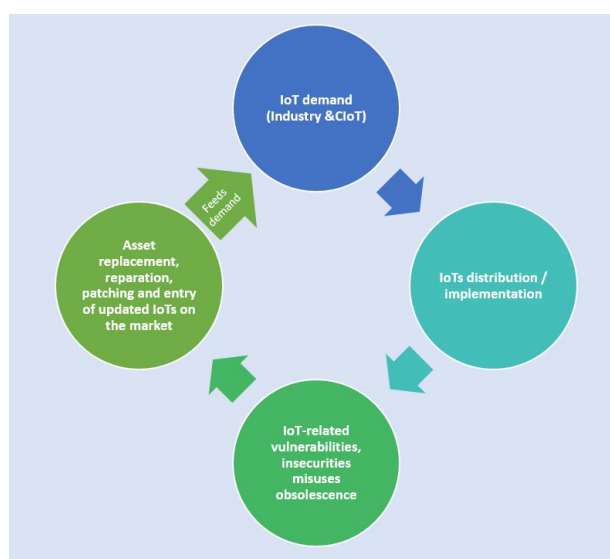 IoT demand
(Industry &CIoT)
Feeds
demand
Asset
replacement,
reparation,
patching and entry
of updated IoTs on
the market
IoTs distribution /
implementation
IoT-related
vulnerabilities,
insecurities
misuses
obsolescence